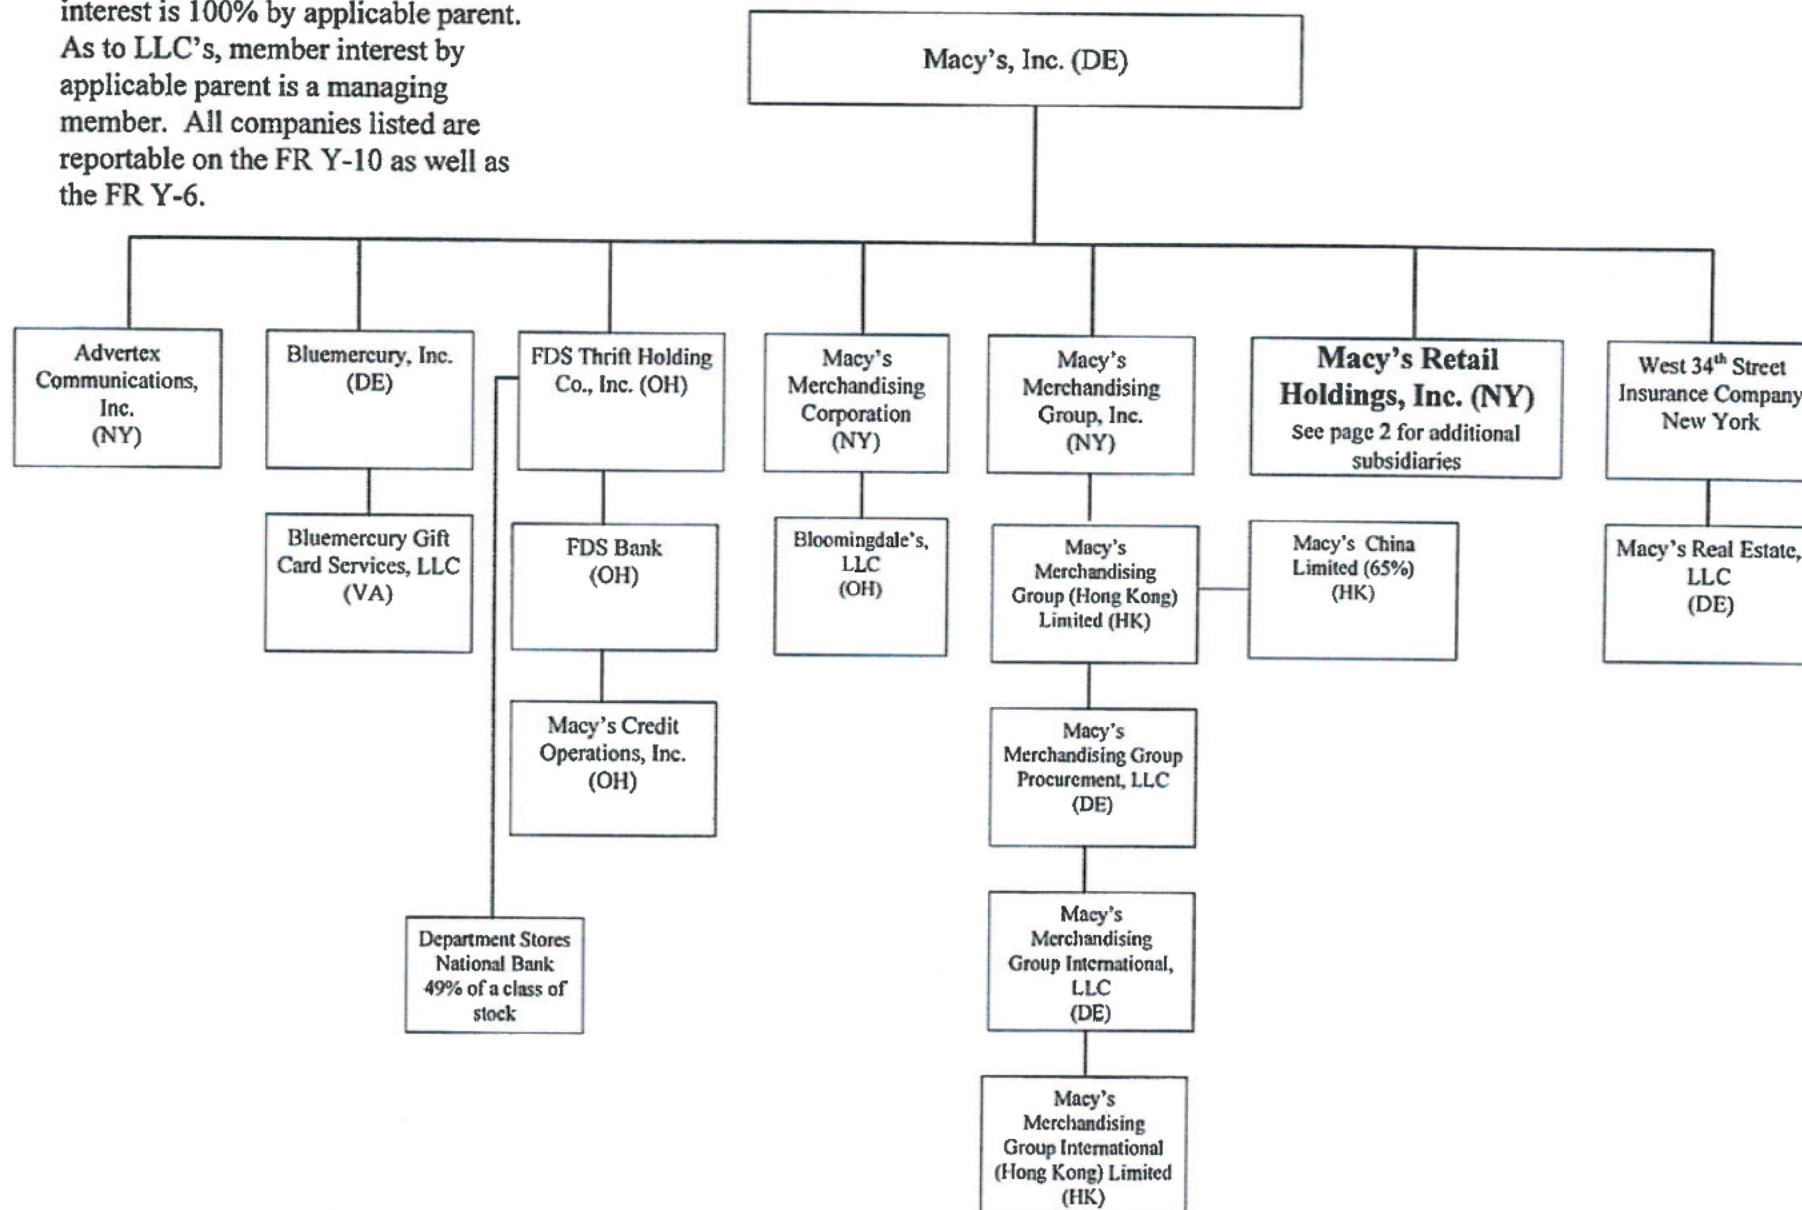 interest is 100% by applicable parent.
As to LLC's, member interest by
applicable parent is a managing
member. All companies listed are
reportable on the FR Y-10 as well as
the FR Y-6.
Macy's, Inc. (DE)
Advertex
Communications,
Inc.
(NY)
Bluemercury, Inc.
(DE)
FDS Thrift Holding
Co., Inc. (OH)
Macy's
Merchandising
Corporation
(NY)
Macy's
Merchandising
Group, Inc.
(NY)
Macy's Retail
Holdings, Inc. (NY)
See page 2 for additional
subsidiaries
West 34th Street
Insurance Company
New York
Bluemercury Gift
Card Services, LLC
(VA)
FDS Bank
(OH)
Bloomingdale's,
LLC
(OH)
Macy's
Merchandising
Group (Hong Kong)
Limited (HK)
Macy's China
Limited (65%)
(HK)
Macy's Real Estate,
LLC
(DE)
Macy's Credit
Operations, Inc.
(OH)
Macy's
Merchandising Group
Procurement, LLC
(DE)
Department Stores
National Bank
49% of a class of
stock
Macy's
Merchandising
Group International,
LLC
(DE)
Macy's
Merchandising
Group International
(Hong Kong) Limited
(HK)